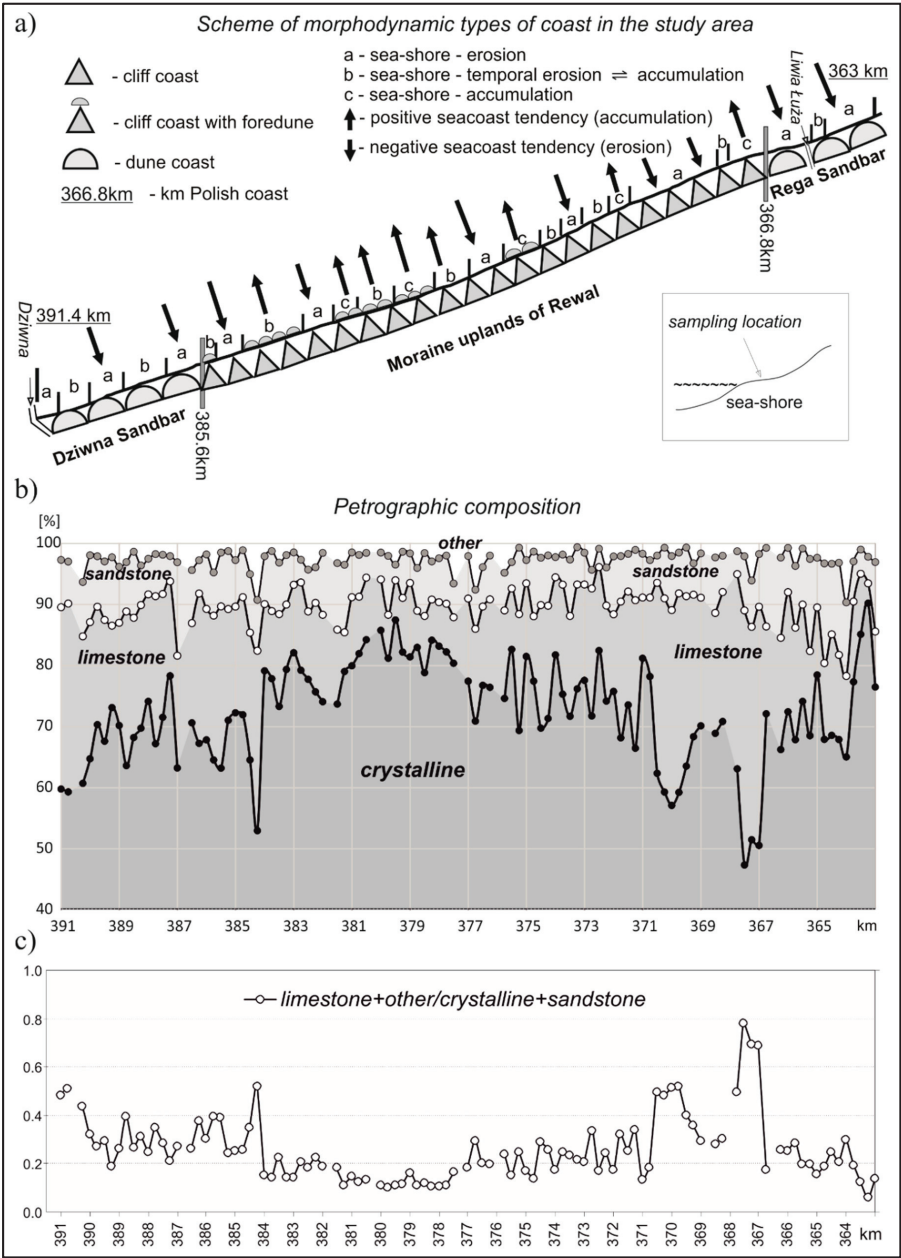 a)
Scheme of morphodynamic types of coast in the study area
- cliff coast
- cliff coast with foredune
- dune coast
366.8km - km Polish coast
a - sea-shore - erosion
b - sea-shore - temporal erosion ⇌ accumulation
c - sea-shore - accumulation
- positive seacoast tendency (accumulation)
- negative seacoast tendency (erosion)
Liwia Łuża
363 km
Dziwna
391.4 km
a b a b a b a b a c b c b a c b a b c a b c a b a
Dziwna Sandbar
385.6km
Moraine uplands of Rewal
366.8km
Rega Sandbar
sampling location
~~~~~~~
sea-shore
b)
Petrographic composition
[%]
100
90
80
70
60
50
40
other
sandstone
sandstone
limestone
limestone
crystalline
391 389 387 385 383 381 379 377 375 373 371 369 367 365 km
c)
limestone+other/crystalline+sandstone
1.0
0.8
0.6
0.4
0.2
0.0
391 390 389 388 387 386 385 384 383 382 381 380 379 378 377 376 375 374 373 372 371 370 369 368 367 366 365 364 km